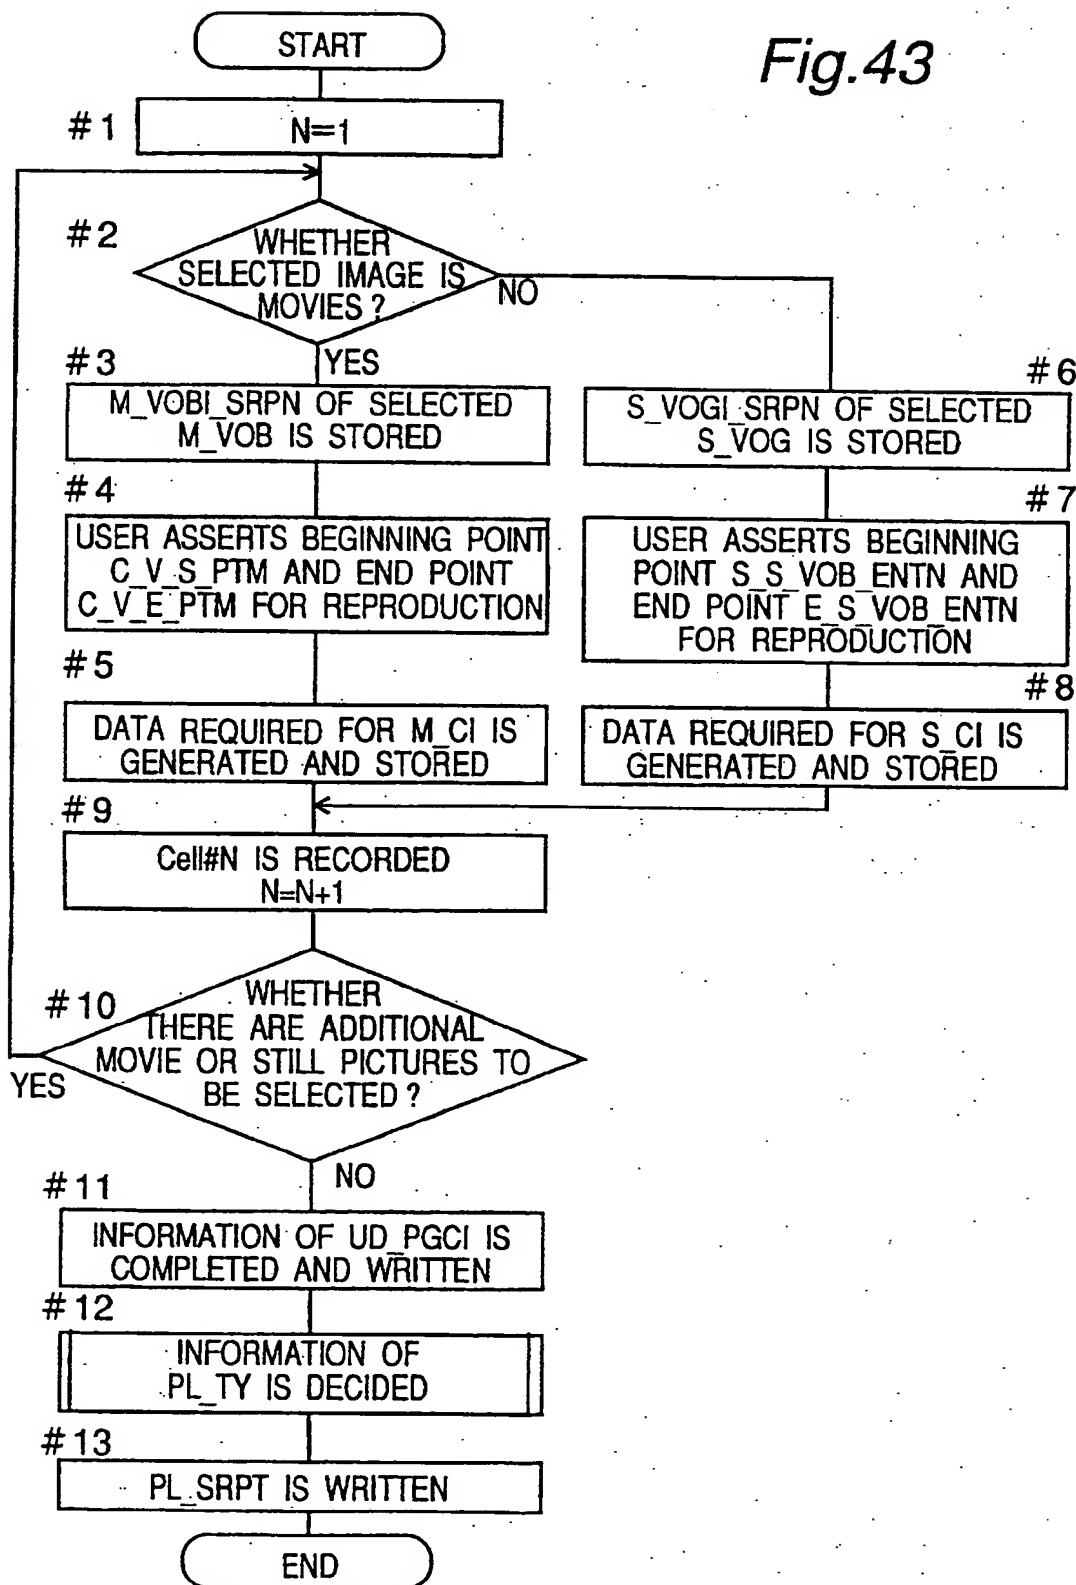 START
Fig.43
#1
N=1
#2
WHETHER
SELECTED IMAGE IS
MOVIES?
NO
YES
#3
M_VOBI_SRPN OF SELECTED
M_VOB IS STORED
#6
S_VOGI_SRPN OF SELECTED
S_VOG IS STORED
#4
USER ASSERTS BEGINNING POINT
C_V_S_PTM AND END POINT
C_V_E_PTM FOR REPRODUCTION
#7
USER ASSERTS BEGINNING
POINT S_S_VOB_ENTN AND
END POINT E_S_VOB_ENTN
FOR REPRODUCTION
#5
DATA REQUIRED FOR M_CI IS
GENERATED AND STORED
#8
DATA REQUIRED FOR S_CI IS
GENERATED AND STORED
#9
Cell#N IS RECORDED
N=N+1
#10
WHETHER
THERE ARE ADDITIONAL
MOVIE OR STILL PICTURES TO
BE SELECTED?
YES
NO
#11
INFORMATION OF UD_PGCI IS
COMPLETED AND WRITTEN
#12
INFORMATION OF
PL_TY IS DECIDED
#13
PL_SRPT IS WRITTEN
END